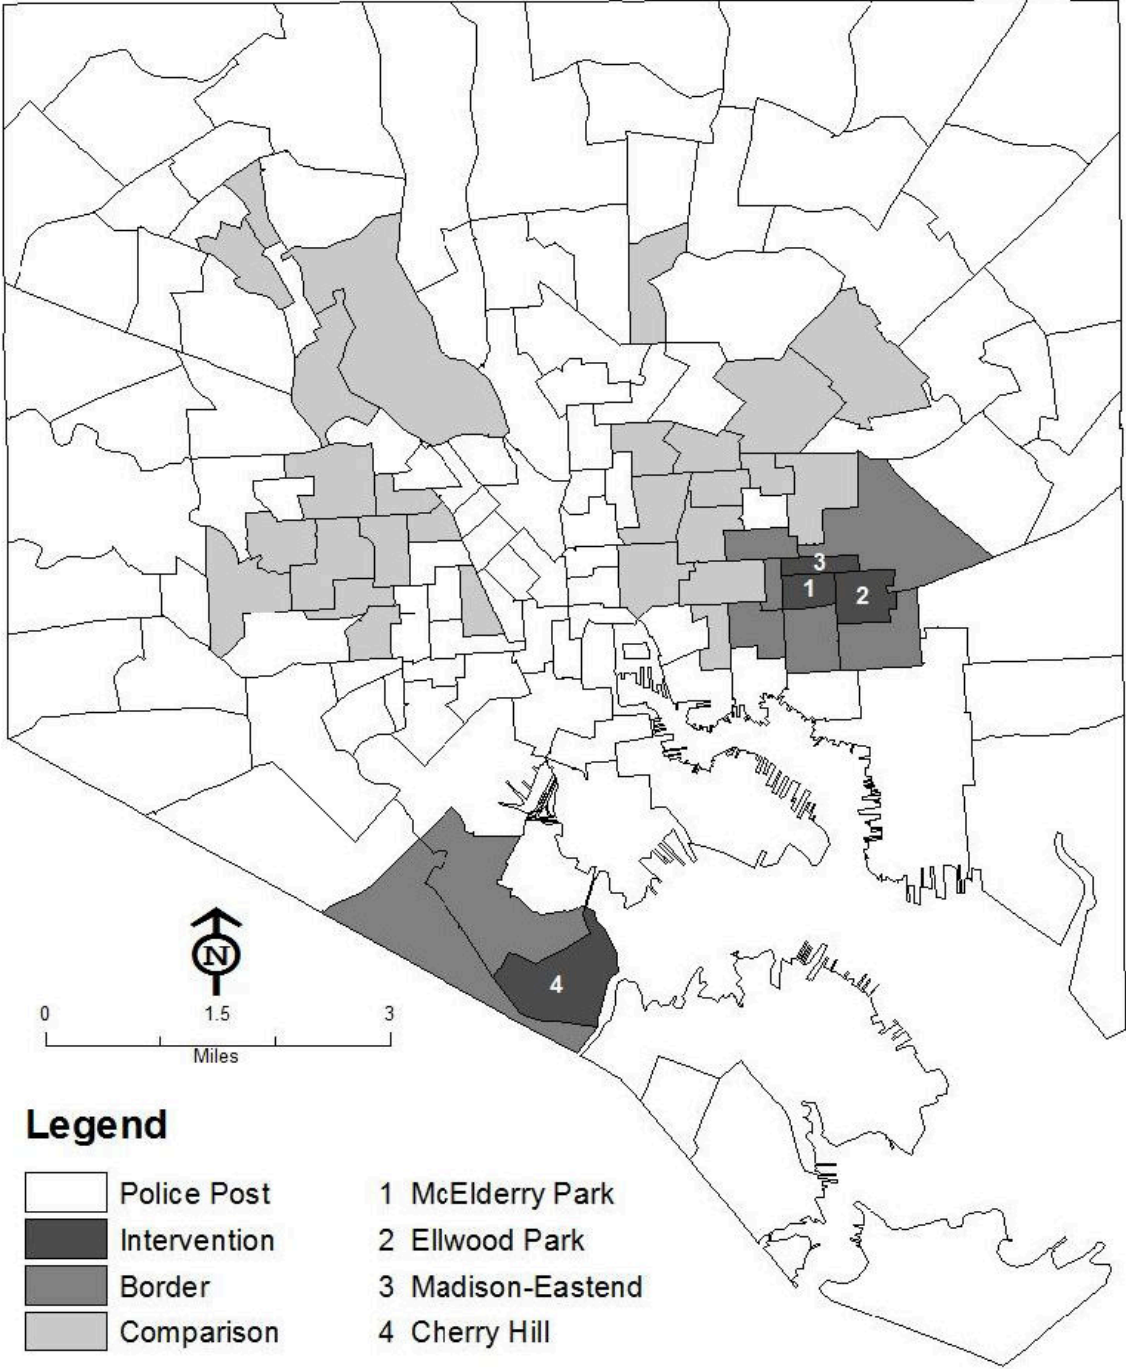 3
1
2
4
N
0 1.5 3
Miles
Legend
Police Post 1 McElderry Park
Intervention 2 Ellwood Park
Border 3 Madison-Eastend
Comparison 4 Cherry Hill